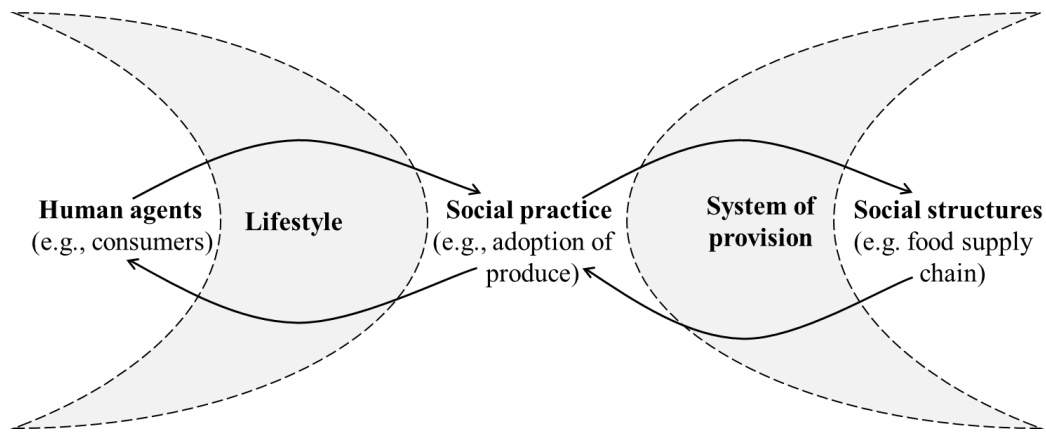 Human agents
(e.g., consumers)
Lifestyle
Social practice
(e.g., adoption of
produce)
System of
provision
Social structures
(e.g. food supply
chain)